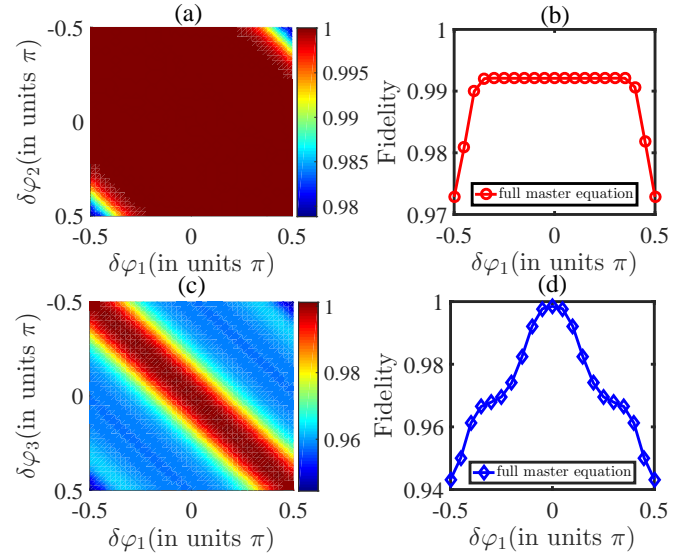 (a)
-0.5
0
0.5
δφ₂(in units π)
-0.5
0
0.5
δφ₁(in units π)
1
0.995
0.99
0.985
0.98
(b)
1
0.99
0.98
0.97
Fidelity
full master equation
-0.5
0
0.5
δφ₁(in units π)
(c)
-0.5
0
0.5
δφ₃(in units π)
-0.5
0
0.5
δφ₁(in units π)
1
0.98
0.96
(d)
1
0.98
0.96
0.94
Fidelity
full master equation
-0.5
0
0.5
δφ₁(in units π)